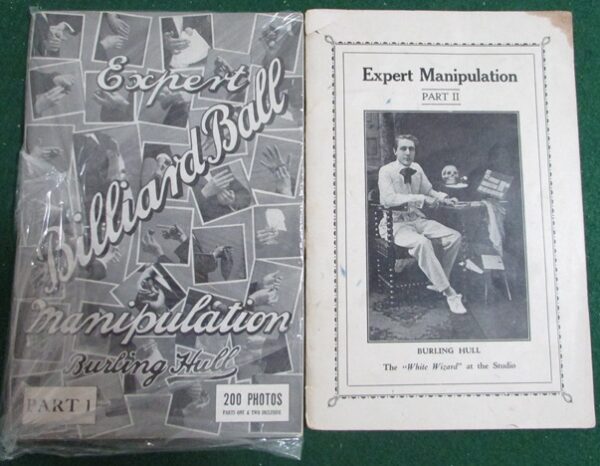 Expert
Billiard Ball
Manipulation
Burling Hull
PART 1
200 PHOTOS
PARTS ONE & TWO INCLUDED
Expert Manipulation
PART II
BURLING HULL
The "White Wizard" at the Studio